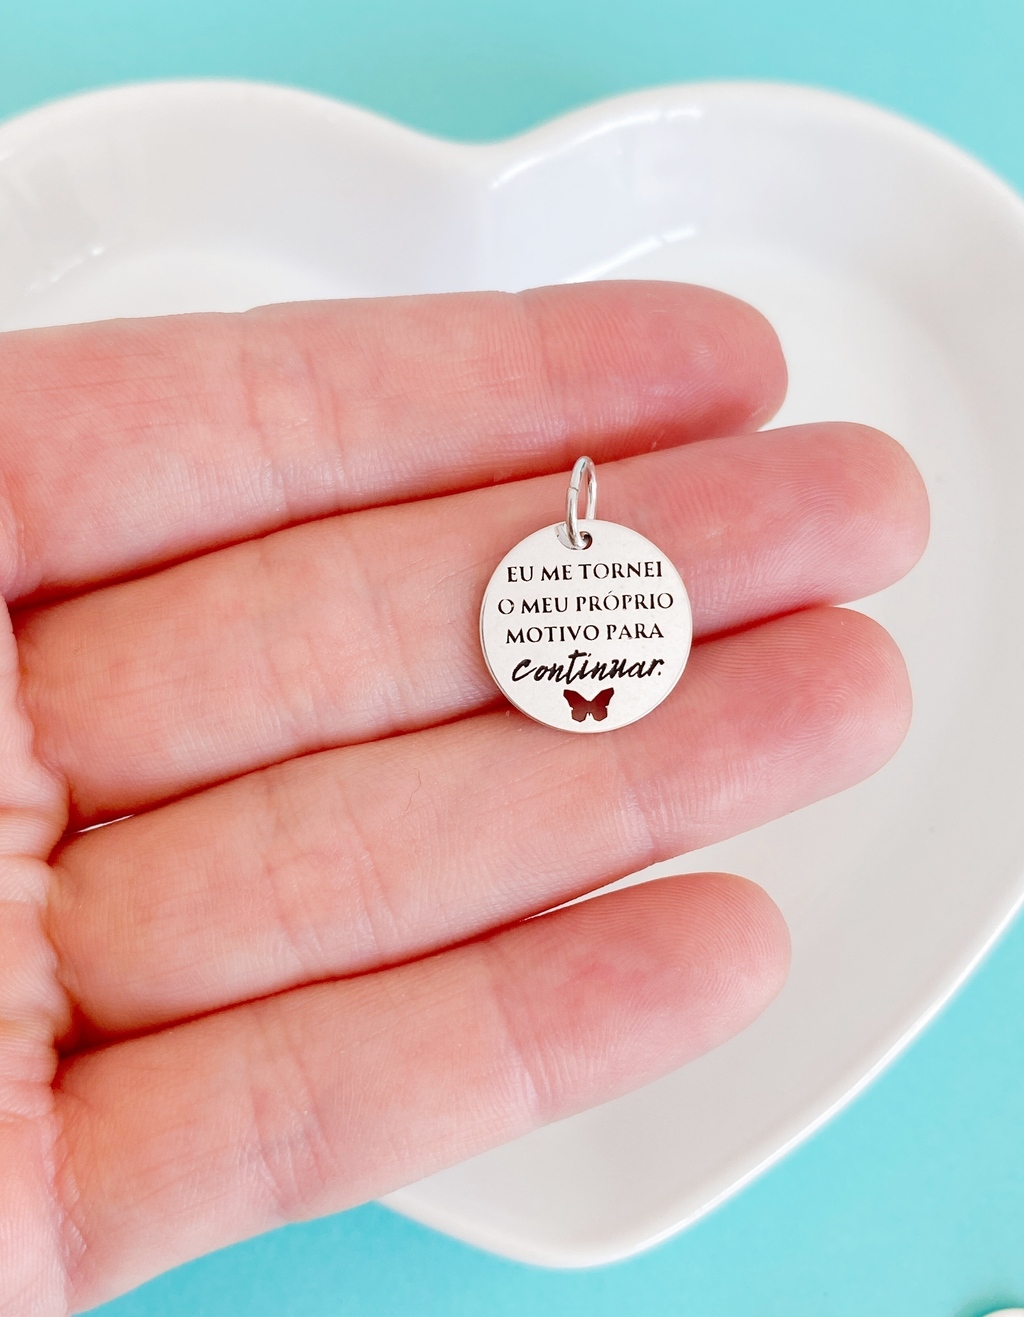 EU ME TORNEI
O MEU PRÓPRIO
MOTIVO PARA
continuar.